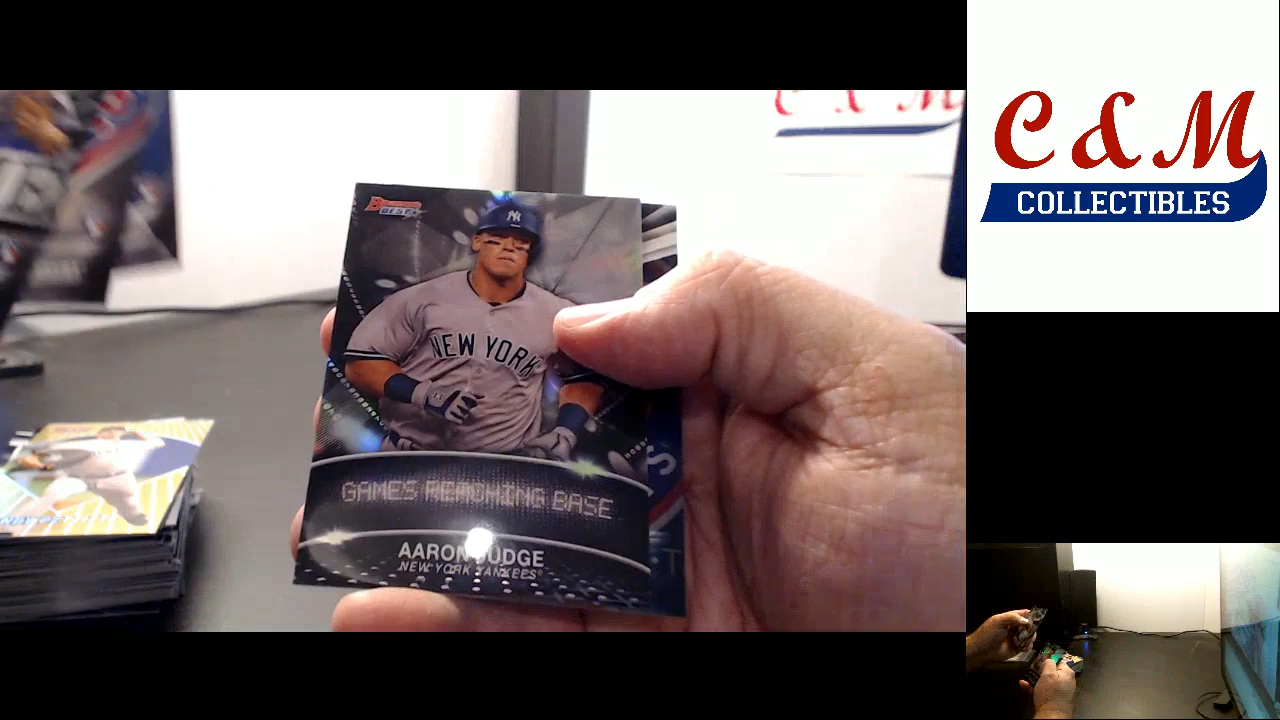 C & M
COLLECTIBLES
C & M
BOWMAN'S
BEST
NY
NEW YORK
GAMES REACHING BASE
AARON JUDGE
NEW YORK YANKEES